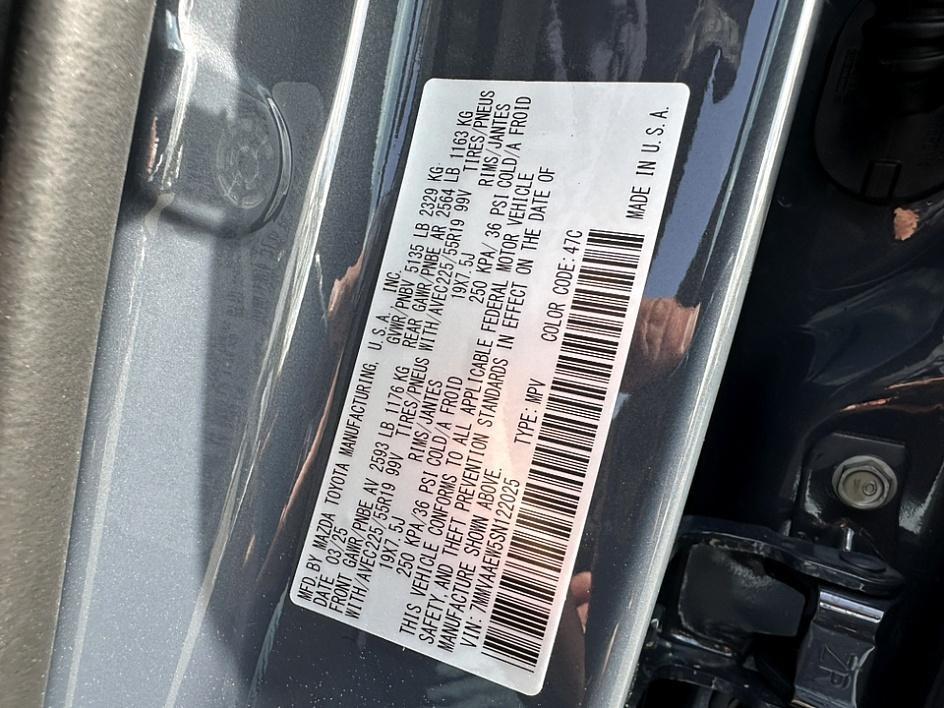 MFD.BY MAZDA TOYOTA MANUFACTURING, U.S.A. INC.
DATE 03/25 GVWR/PNBV 5135 LB 2329 KG
FRONT GAWR/PNBE AV 2593 LB 1176 KG REAR GAWR/PNBE AR 2564 LB 1163 KG
WITH/AVEC225/55R19 99V TIRES/PNEUS WITH/AVEC225/55R19 99V TIRES/PNEUS
19X7.5J RIMS/JANTES 19X7.5J RIMS/JANTES
250 KPA/36 PSI COLD/A FROID 250 KPA/36 PSI COLD/A FROID
THIS VEHICLE CONFORMS TO ALL APPLICABLE FEDERAL MOTOR VEHICLE
SAFETY, AND THEFT PREVENTION STANDARDS IN EFFECT ON THE DATE OF
MANUFACTURE SHOWN ABOVE.
VIN: 7MMVAAEW5SN122025 TYPE: MPV COLOR CODE: 47C
MADE IN U.S.A.
ZR